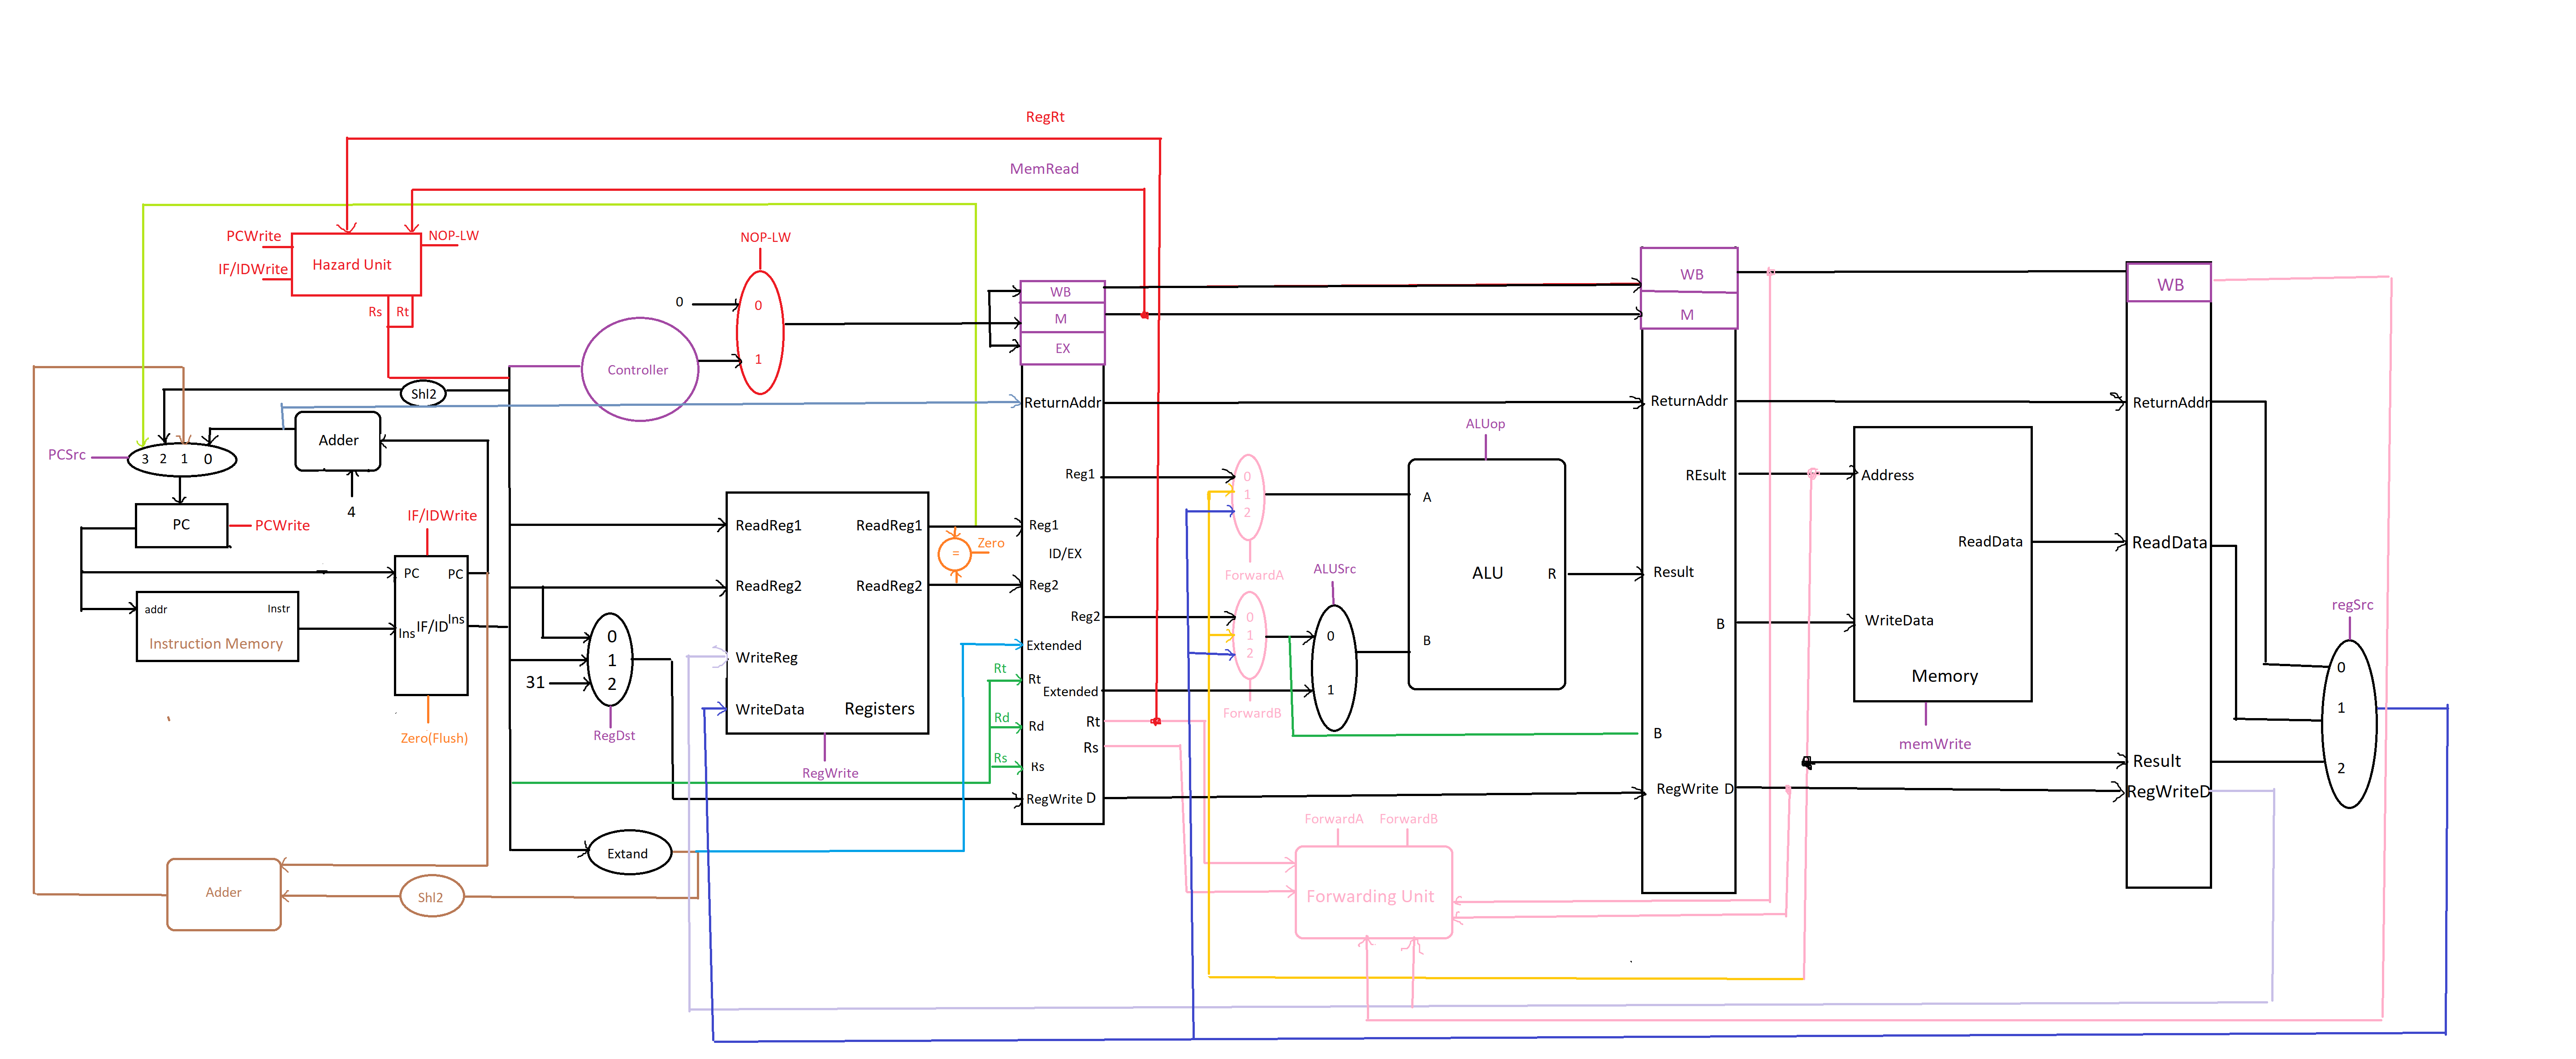 RegRt
MemRead
PCWrite
NOP-LW
IF/IDWrite
Hazard Unit
Rs
Rt
NOP-LW
0
0
1
Controller
WB
M
EX
WB
M
WB
Shl2
ReturnAddr
ReturnAddr
ReturnAddr
PCSrc
3 2 1 0
Adder
4
PC
PCWrite
IF/IDWrite
PC
PC
Ins
IF/ID
Ins
addr
Instr
Instruction Memory
Zero(Flush)
31
0
1
2
RegDst
ReadReg1
ReadReg1
ReadReg2
ReadReg2
WriteReg
WriteData
Registers
RegWrite
=
Zero
Reg1
Reg1
ID/EX
Reg2
Reg2
Extended
Rt
Rt
Extended
Rd
Rd
Rt
Rs
Rs
Rs
RegWrite D
0
1
2
ForwardA
0
1
2
ForwardB
ALUSrc
0
1
ALUop
A
B
ALU
R
Result
REsult
B
B
RegWrite D
Address
ReadData
WriteData
Memory
memWrite
ReadData
Result
RegWriteD
regSrc
0
1
2
Extand
Adder
Shl2
ForwardA
ForwardB
Forwarding Unit